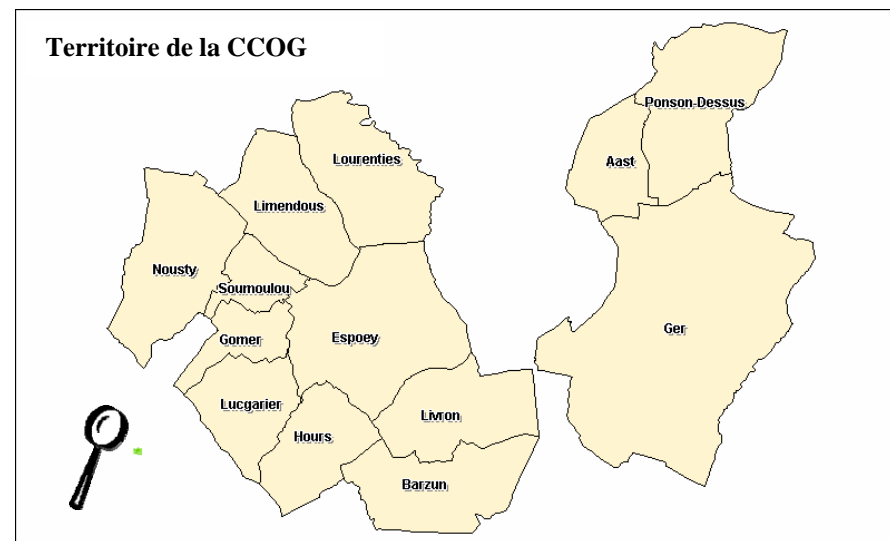 Territoire de la CCOG
Ponson-Dessus
Lourenties
Aast
Limendous
Nousty
Soumoulou
Ger
Gomer
Espoey
Lucgarier
Livron
Hours
Barzun